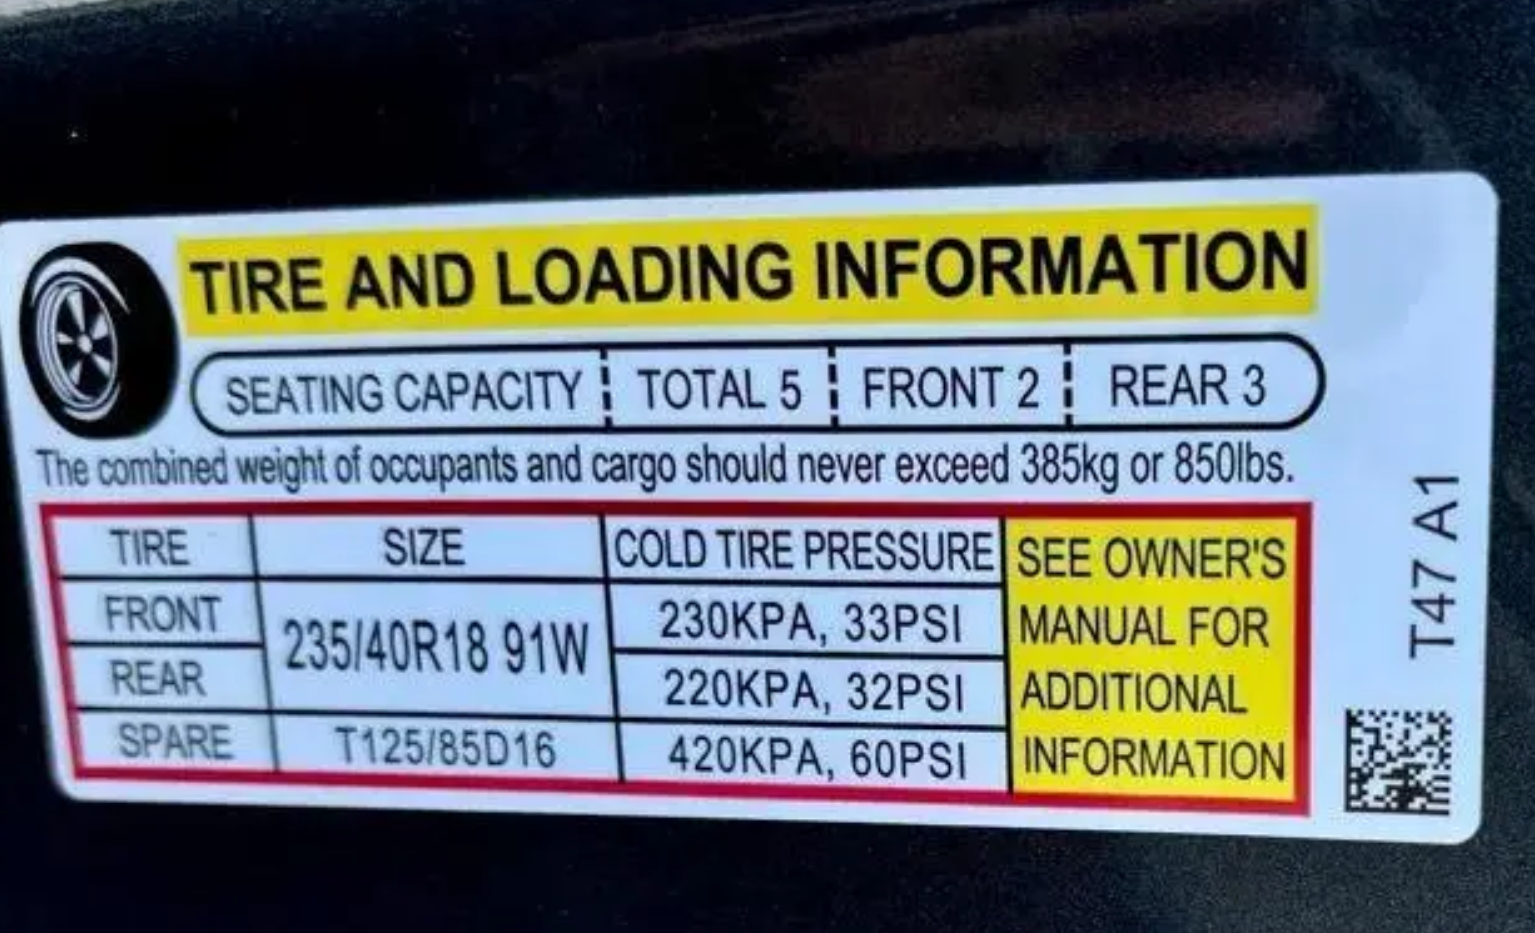 TIRE AND LOADING INFORMATION
SEATING CAPACITY TOTAL 5 FRONT 2 REAR 3
The combined weight of occupants and cargo should never exceed 385kg or 850lbs.
TIRE SIZE COLD TIRE PRESSURE SEE OWNER'S
FRONT 235/40R18 91W 230KPA, 33PSI MANUAL FOR
REAR 220KPA, 32PSI ADDITIONAL
SPARE T125/85D16 420KPA, 60PSI INFORMATION
T47 A1